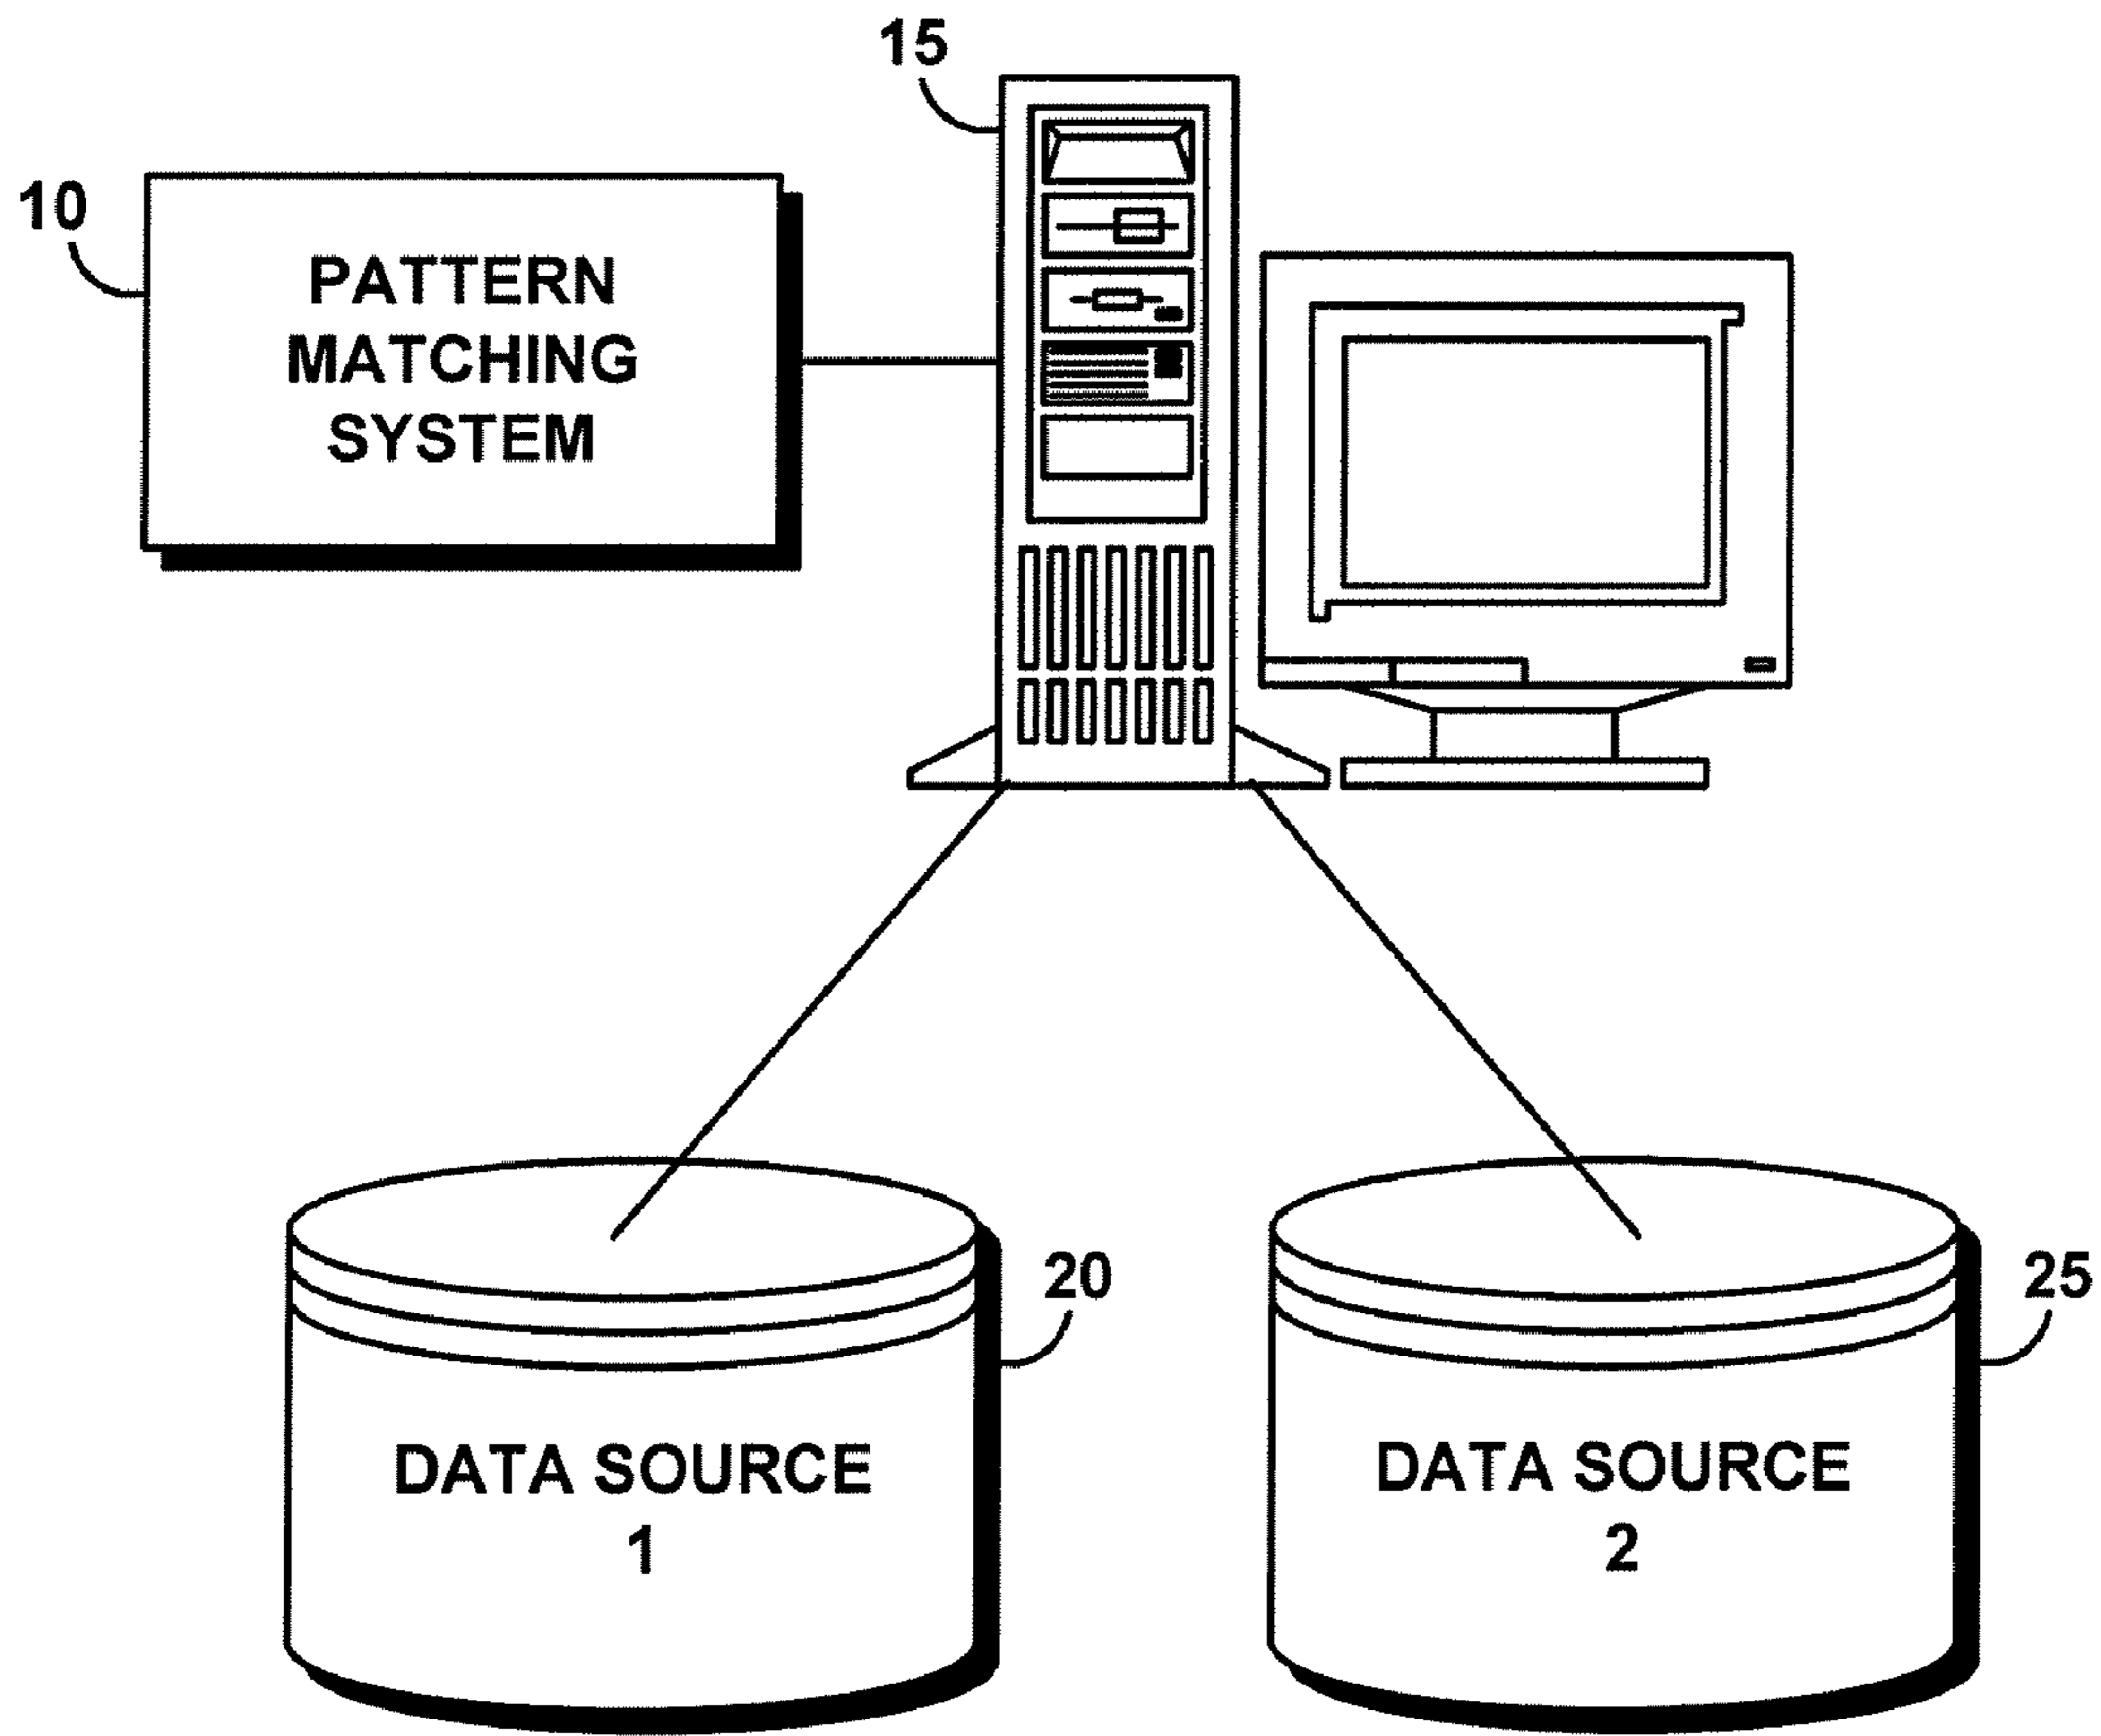 15
10
PATTERN
MATCHING
SYSTEM
20
25
DATA SOURCE
1
DATA SOURCE
2